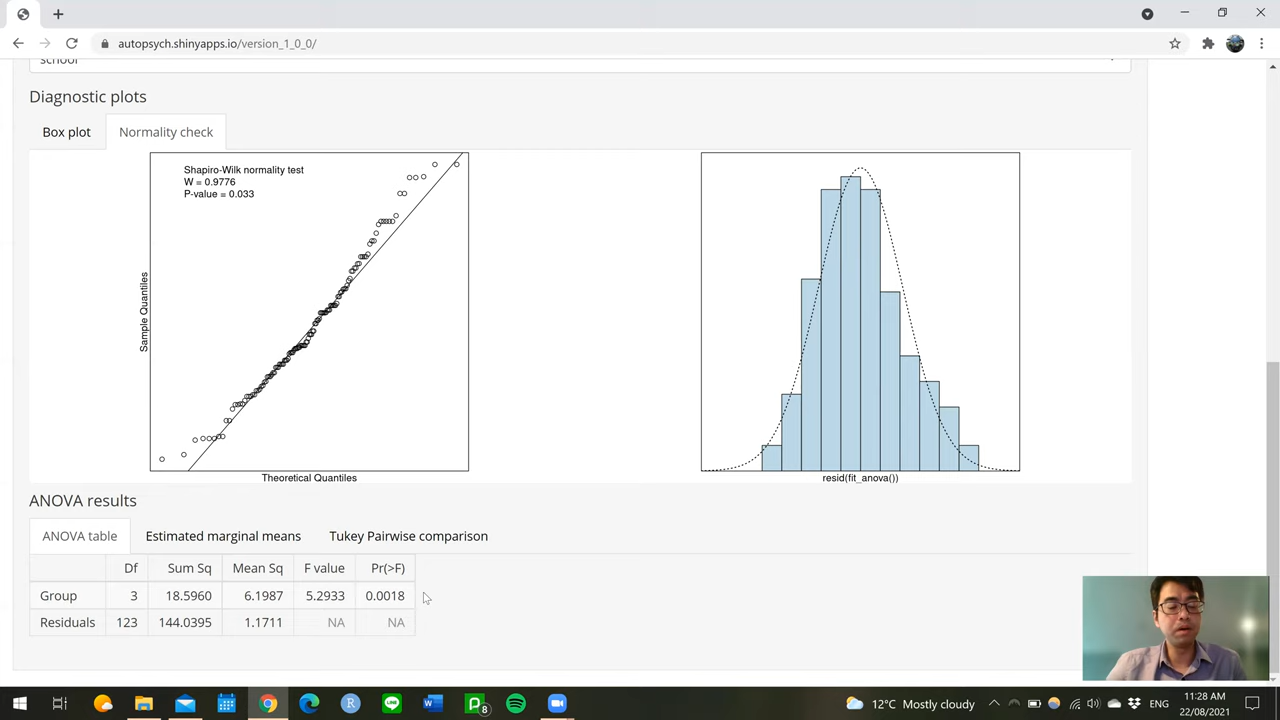 autopsych.shinyapps.io/version_1_0_0/
school
Diagnostic plots
Box plot
Normality check
Shapiro-Wilk normality test
W = 0.9776
P-value = 0.033
Sample Quantiles
Theoretical Quantiles
resid(fit_anova())
ANOVA results
ANOVA table
Estimated marginal means
Tukey Pairwise comparison
Df Sum Sq Mean Sq F value Pr(>F)
Group 3 18.5960 6.1987 5.2933 0.0018
Residuals 123 144.0395 1.1711 NA NA
8
12°C Mostly cloudy
ENG
11:28 AM
22/08/2021